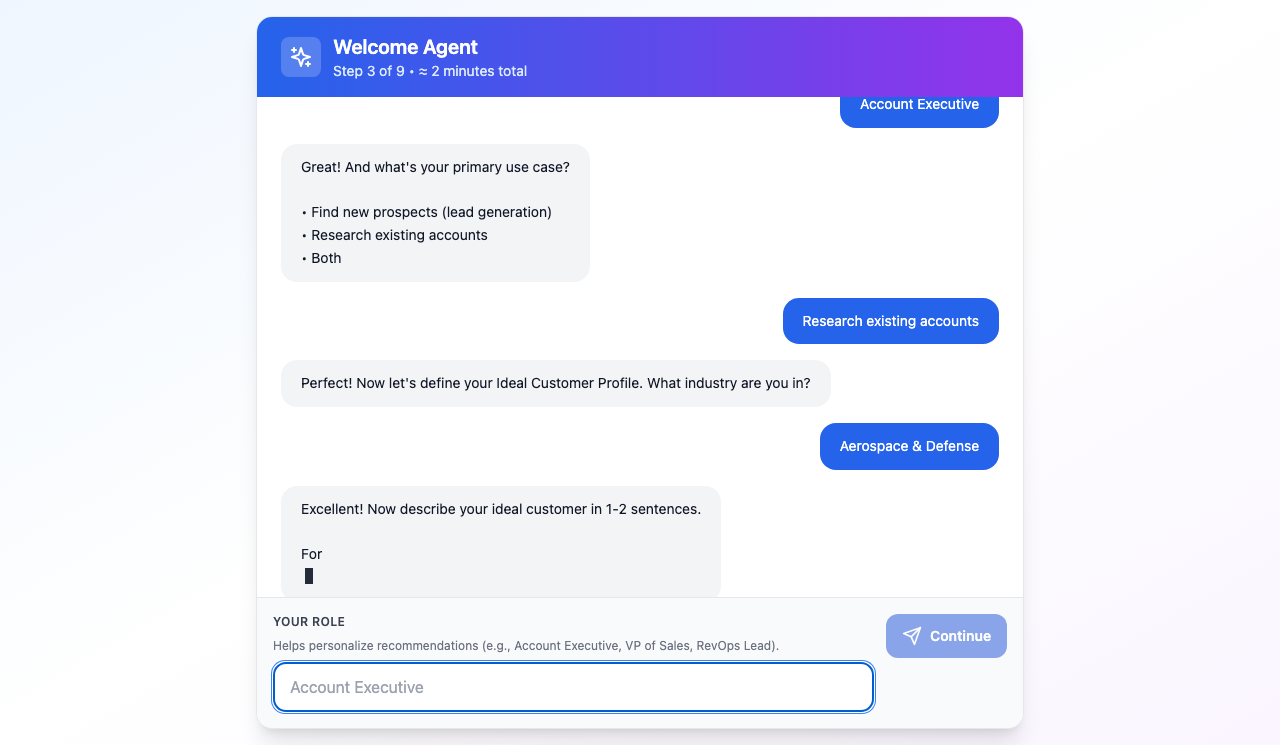 Welcome Agent
Step 3 of 9 • ≈ 2 minutes total
Account Executive
Great! And what's your primary use case?
• Find new prospects (lead generation)
• Research existing accounts
• Both
Research existing accounts
Perfect! Now let's define your Ideal Customer Profile. What industry are you in?
Aerospace & Defense
Excellent! Now describe your ideal customer in 1-2 sentences.
For
YOUR ROLE
Helps personalize recommendations (e.g., Account Executive, VP of Sales, RevOps Lead).
Account Executive
Continue